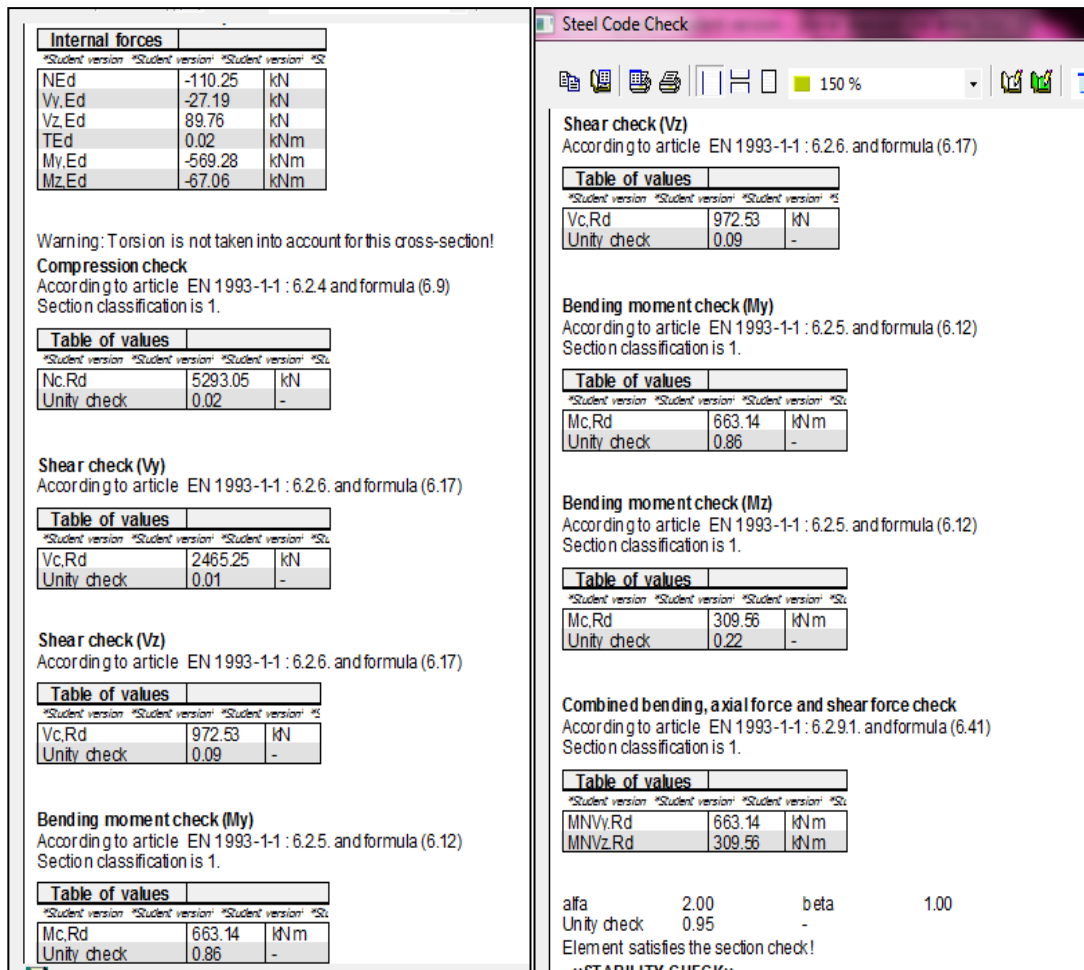 Internal forces
*Student version *Student version *Student version *St
NEd -110.25 kN
Vy,Ed -27.19 kN
Vz,Ed 89.76 kN
TEd 0.02 kNm
My,Ed -569.28 kNm
Mz,Ed -67.06 kNm
Warning: Torsion is not taken into account for this cross-section!
Compression check
According to article EN 1993-1-1 : 6.2.4 and formula (6.9)
Section classification is 1.
Table of values
*Student version *Student version *Student version *Stu
Nc.Rd 5293.05 kN
Unity check 0.02 -
Shear check (Vy)
According to article EN 1993-1-1 : 6.2.6. and formula (6.17)
Table of values
*Student version *Student version *Student version *Stu
Vc,Rd 2465.25 kN
Unity check 0.01 -
Shear check (Vz)
According to article EN 1993-1-1 : 6.2.6. and formula (6.17)
Table of values
*Student version *Student version *Student version *S
Vc,Rd 972.53 kN
Unity check 0.09 -
Bending moment check (My)
According to article EN 1993-1-1 : 6.2.5. and formula (6.12)
Section classification is 1.
Table of values
*Student version *Student version *Student version *Stu
Mc,Rd 663.14 kNm
Unity check 0.86 -
Steel Code Check
150 %
Shear check (Vz)
According to article EN 1993-1-1 : 6.2.6. and formula (6.17)
Table of values
*Student version *Student version *Student version *S
Vc,Rd 972.53 kN
Unity check 0.09 -
Bending moment check (My)
According to article EN 1993-1-1 : 6.2.5. and formula (6.12)
Section classification is 1.
Table of values
*Student version *Student version *Student version *Stu
Mc,Rd 663.14 kNm
Unity check 0.86 -
Bending moment check (Mz)
According to article EN 1993-1-1 : 6.2.5. and formula (6.12)
Section classification is 1.
Table of values
*Student version *Student version *Student version *Stu
Mc,Rd 309.56 kNm
Unity check 0.22 -
Combined bending, axial force and shear force check
According to article EN 1993-1-1 : 6.2.9.1. and formula (6.41)
Section classification is 1.
Table of values
*Student version *Student version *Student version *Stu
MNVy.Rd 663.14 kNm
MNVz.Rd 309.56 kNm
alfa 2.00 beta 1.00
Unity check 0.95 -
Element satisfies the section check!
STABILITY CHECK